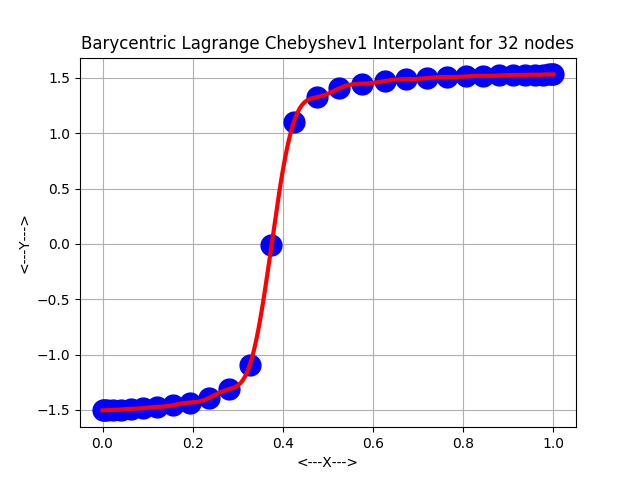 Barycentric Lagrange Chebyshev1 Interpolant for 32 nodes
1.5
1.0
0.5
0.0
−0.5
−1.0
−1.5
<---Y--->
0.0 0.2 0.4 0.6 0.8 1.0
<---X--->